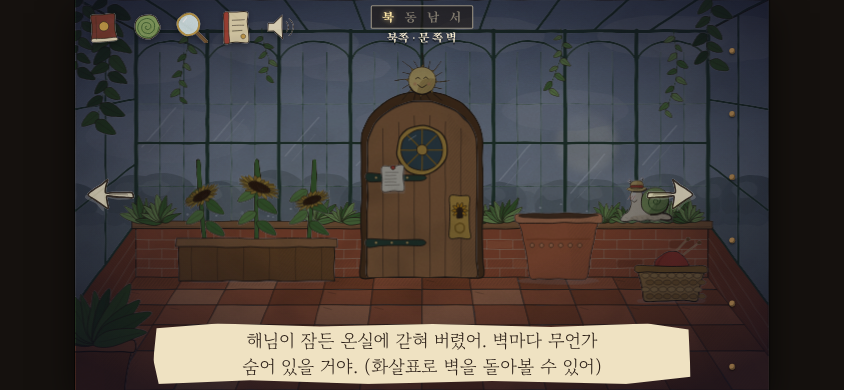 북 동 남 서
북쪽·문쪽 벽
해님이 잠든 온실에 갇혀 버렸어. 벽마다 무언가
숨어 있을 거야. (화살표로 벽을 돌아볼 수 있어)